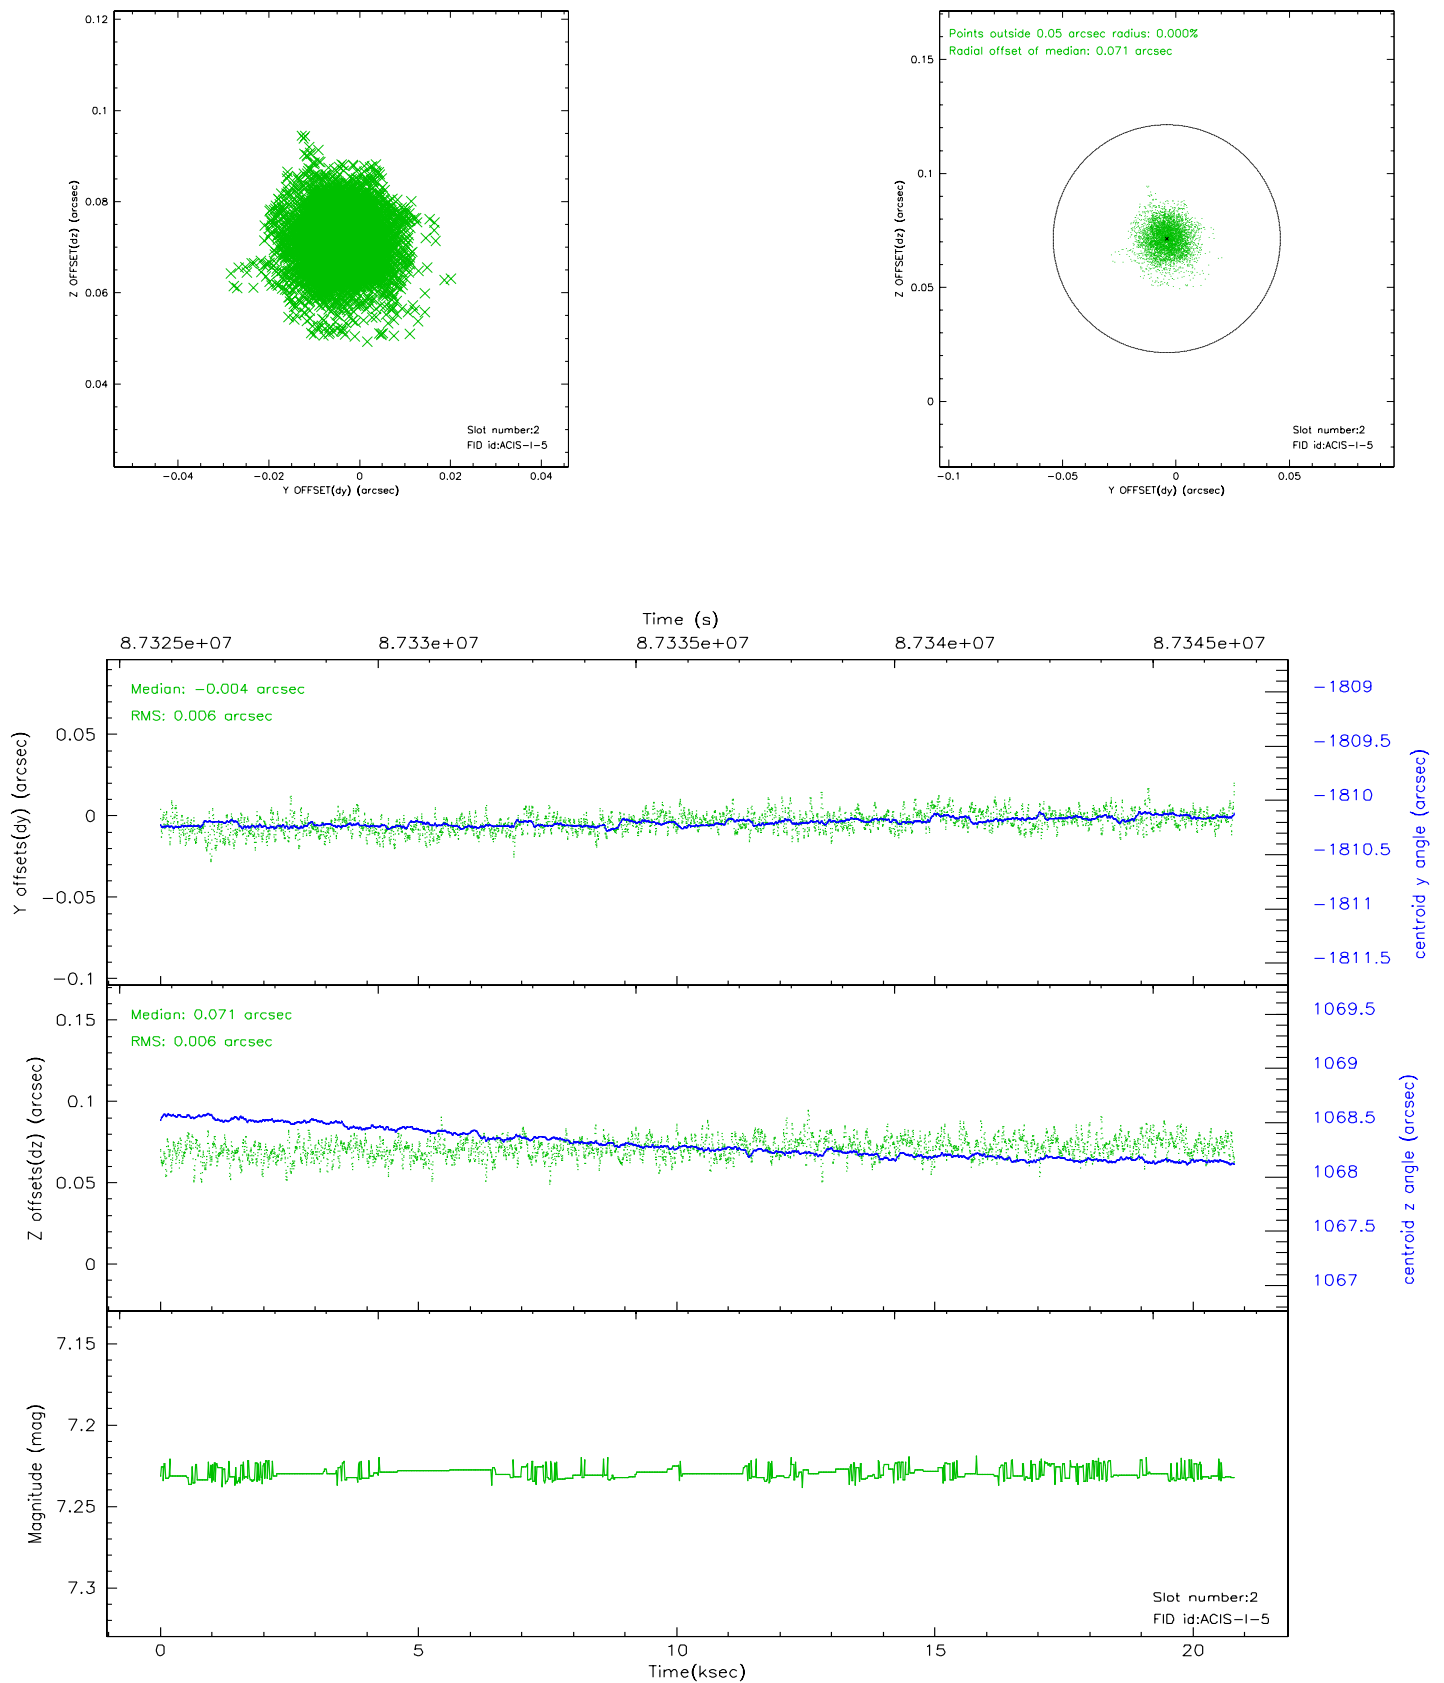 0.12
0.1
0.08
0.06
0.04
Z OFFSET(dz) (arcsec)
Slot number:2
FID id:ACIS-I-5
-0.04
-0.02
0
0.02
0.04
Y OFFSET(dy) (arcsec)
Points outside 0.05 arcsec radius: 0.000%
Radial offset of median: 0.071 arcsec
0.15
0.1
0.05
0
Z OFFSET(dz) (arcsec)
Slot number:2
FID id:ACIS-I-5
-0.1
-0.05
0
0.05
Y OFFSET(dy) (arcsec)
Time (s)
8.7325e+07
8.733e+07
8.7335e+07
8.734e+07
8.7345e+07
Median: -0.004 arcsec
RMS: 0.006 arcsec
0.05
0
-0.05
-0.1
Y offsets(dy) (arcsec)
-1809
-1809.5
-1810
-1810.5
-1811
-1811.5
centroid y angle (arcsec)
Median: 0.071 arcsec
RMS: 0.006 arcsec
0.15
0.1
0.05
0
Z offsets(dz) (arcsec)
1069.5
1069
1068.5
1068
1067.5
1067
centroid z angle (arcsec)
7.15
7.2
7.25
7.3
Magnitude (mag)
Slot number:2
FID id:ACIS-I-5
0
5
10
15
20
Time(ksec)